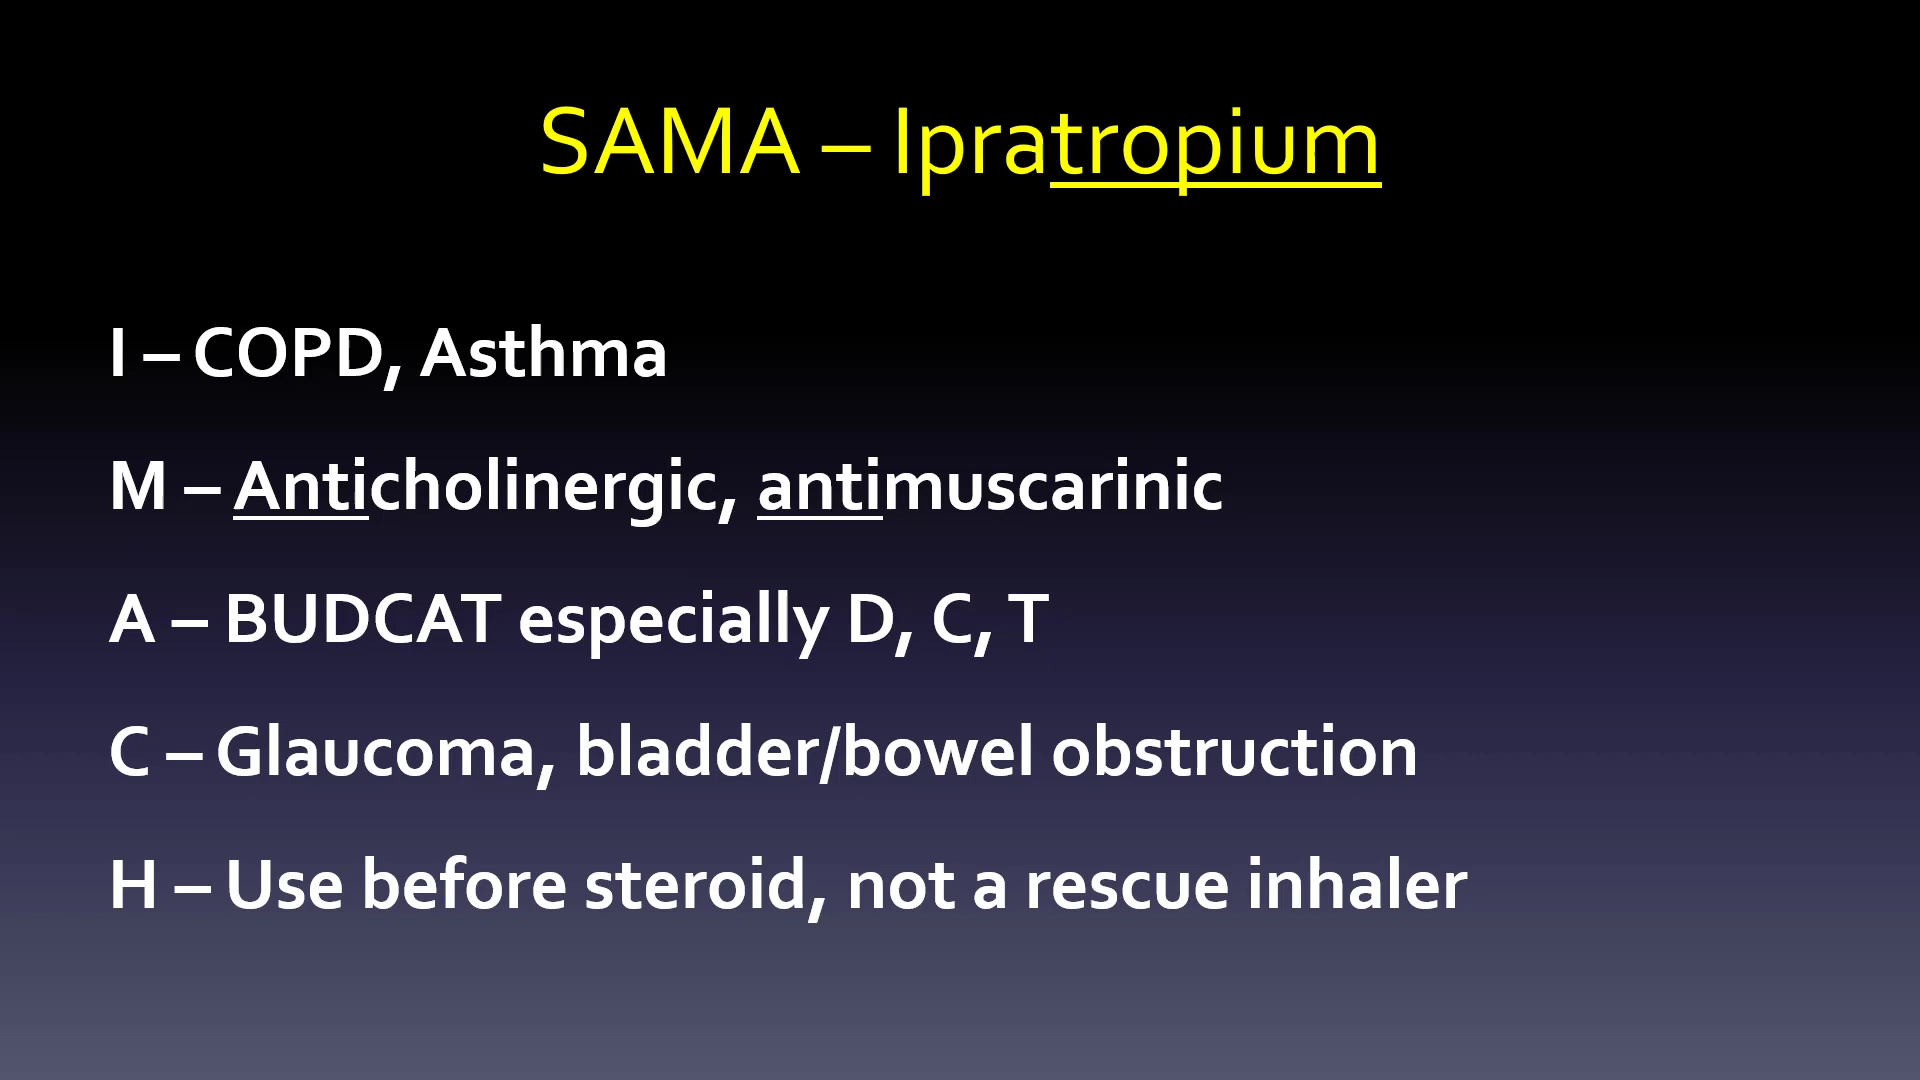 SAMA – Ipratropium
I – COPD, Asthma
M – Anticholinergic, antimuscarinic
A – BUDCAT especially D, C, T
C – Glaucoma, bladder/bowel obstruction
H – Use before steroid, not a rescue inhaler